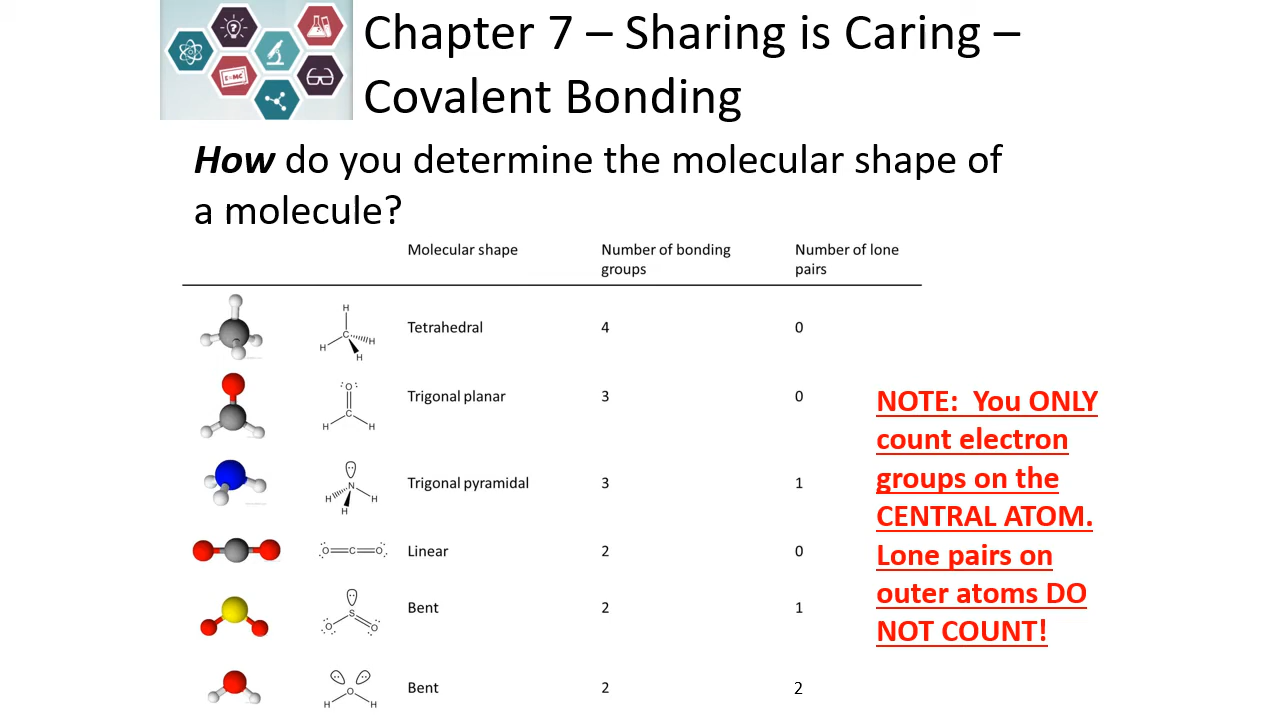 Chapter 7 – Sharing is Caring –
Covalent Bonding
How do you determine the molecular shape of
a molecule?
Molecular shape
Number of bonding
groups
Number of lone
pairs
H
C
H
H
H
Tetrahedral
4
0
O
C
H
H
Trigonal planar
3
0
N
H
H
H
Trigonal pyramidal
3
1
O
C
O
Linear
2
0
S
O
O
Bent
2
1
O
H
H
Bent
2
2
NOTE: You ONLY
count electron
groups on the
CENTRAL ATOM.
Lone pairs on
outer atoms DO
NOT COUNT!